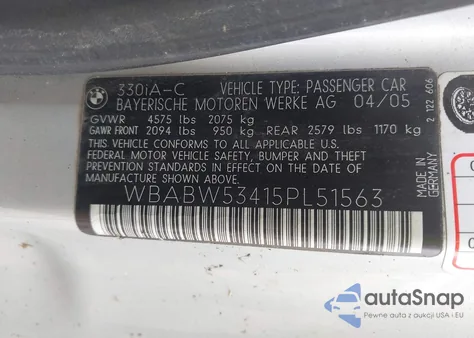 330iA-C VEHICLE TYPE: PASSENGER CAR
BAYERISCHE MOTOREN WERKE AG 04/05
GVWR 4575 lbs 2075 kg
GAWR FRONT 2094 lbs 950 kg REAR 2579 lbs 1170 kg
THIS VEHICLE CONFORMS TO ALL APPLICABLE
FEDERAL SAFETY, BUMPER AND THEFT
PREVENTION STANDARDS IN EFFECT ON THE
DATE OF MANUFACTURE SHOWN ABOVE.
WBABW53415PL51563
MADE IN GERMANY
2 122 606
autoSnap
Pewne auta z aukcji USA i EU